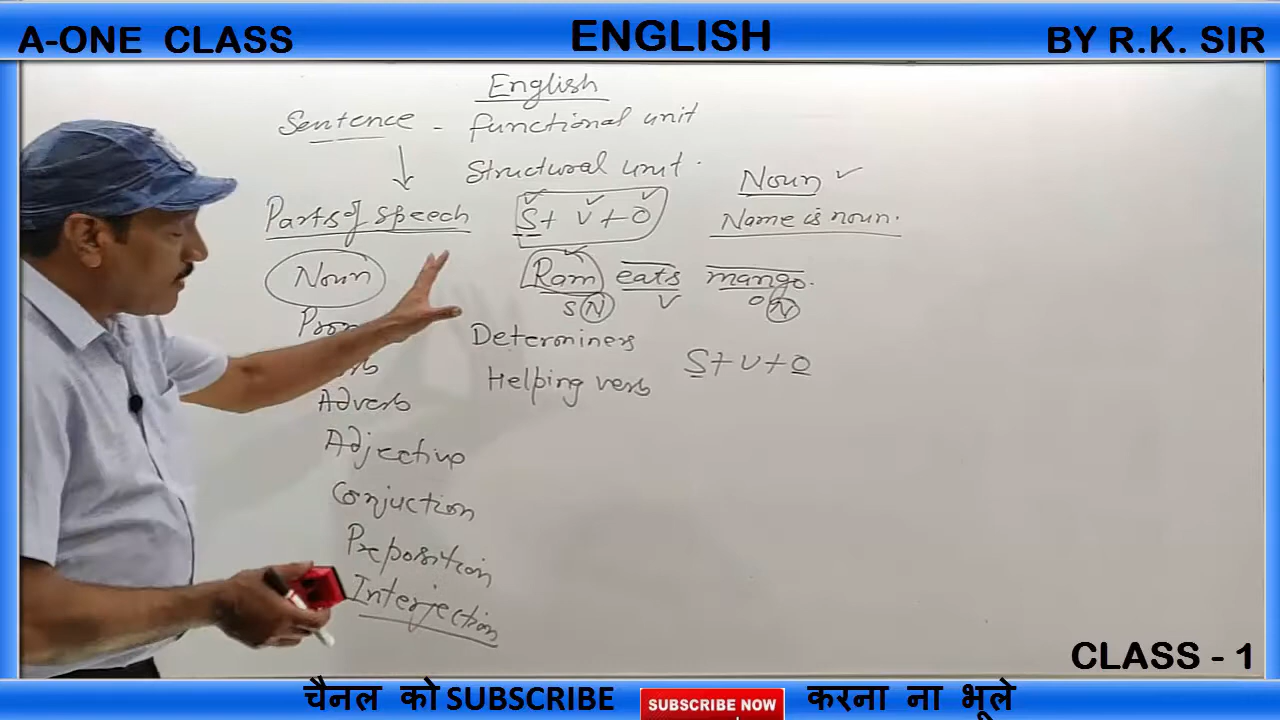 A-ONE CLASS
ENGLISH
BY R.K. SIR
English
Sentence - functional unit
Structural unit.
Parts of speech
S + V + O
Noun ✓
Name is noun.
Noun
Ram eats mango.
S N V O N
Determiners
Helping verb
S + V + O
Adverb
Adjective
Conjuction
Preposition
Interjection
CLASS - 1
चैनल को SUBSCRIBE
SUBSCRIBE NOW
करना ना भूले